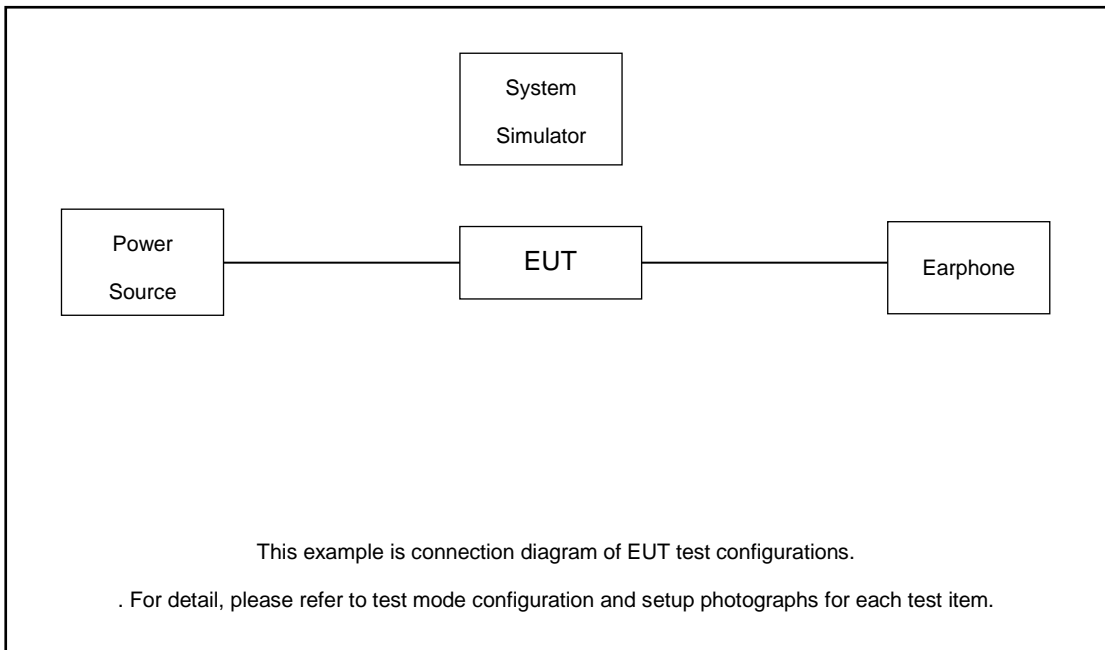 System
Simulator
Power
Source
EUT
Earphone
This example is connection diagram of EUT test configurations.
. For detail, please refer to test mode configuration and setup photographs for each test item.